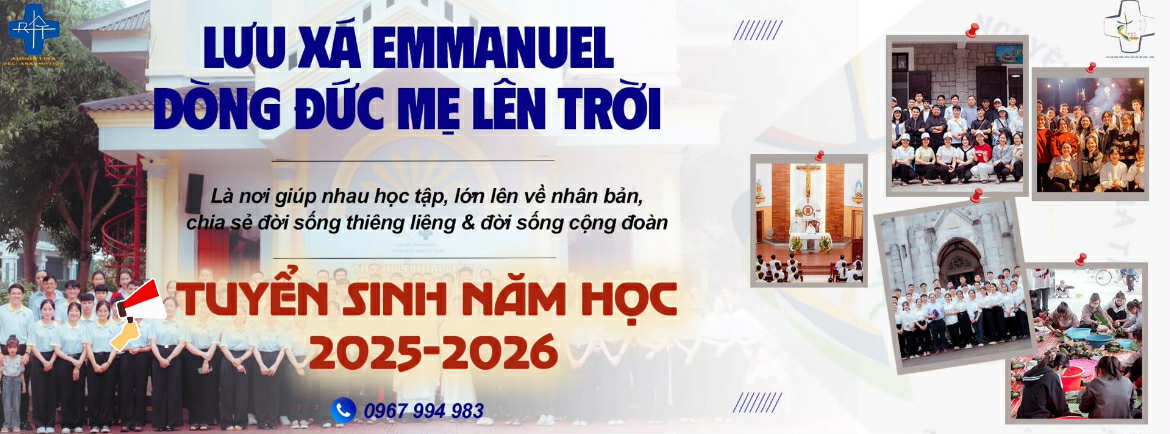 LƯU XÁ EMMANUEL
DÒNG ĐỨC MẸ LÊN TRỜI
Là nơi giúp nhau học tập, lớn lên về nhân bản,
chia sẻ đời sống thiêng liêng & đời sống cộng đoàn
TUYỂN SINH NĂM HỌC
2025-2026
0967 994 983